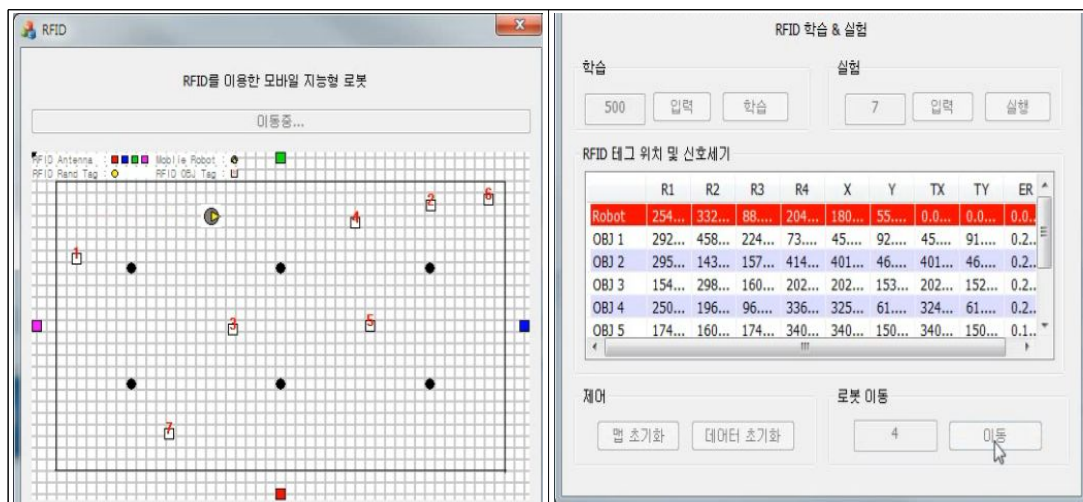 RFID
RFID를 이용한 모바일 지능형 로봇
이동중...
RFID Antenna : Mobile Robot :
RFID Rand Tag : RFID OBJ Tag :
6
2
4
1
3
5
7
RFID 학습 & 실험
학습
실험
500 입력 학습
7 입력 실행
RFID 테그 위치 및 신호세기
R1 R2 R3 R4 X Y TX TY ER
Robot 254... 332... 88.... 204... 180... 55.... 0.0... 0.0... 0.0..
OBJ 1 292... 458... 224... 73.... 45.... 92.... 45.... 91.... 0.2..
OBJ 2 295... 143... 157... 414... 401... 46.... 401... 46.... 0.2...
OBJ 3 154... 298... 160... 202... 202... 153... 202... 152... 0.2...
OBJ 4 250... 196... 96.... 336... 325... 61.... 324... 61.... 0.2..
OBJ 5 174... 160... 174... 340... 340... 150... 340... 150... 0.1..
제어
로봇 이동
맵 초기화 데이터 초기화
4 이동